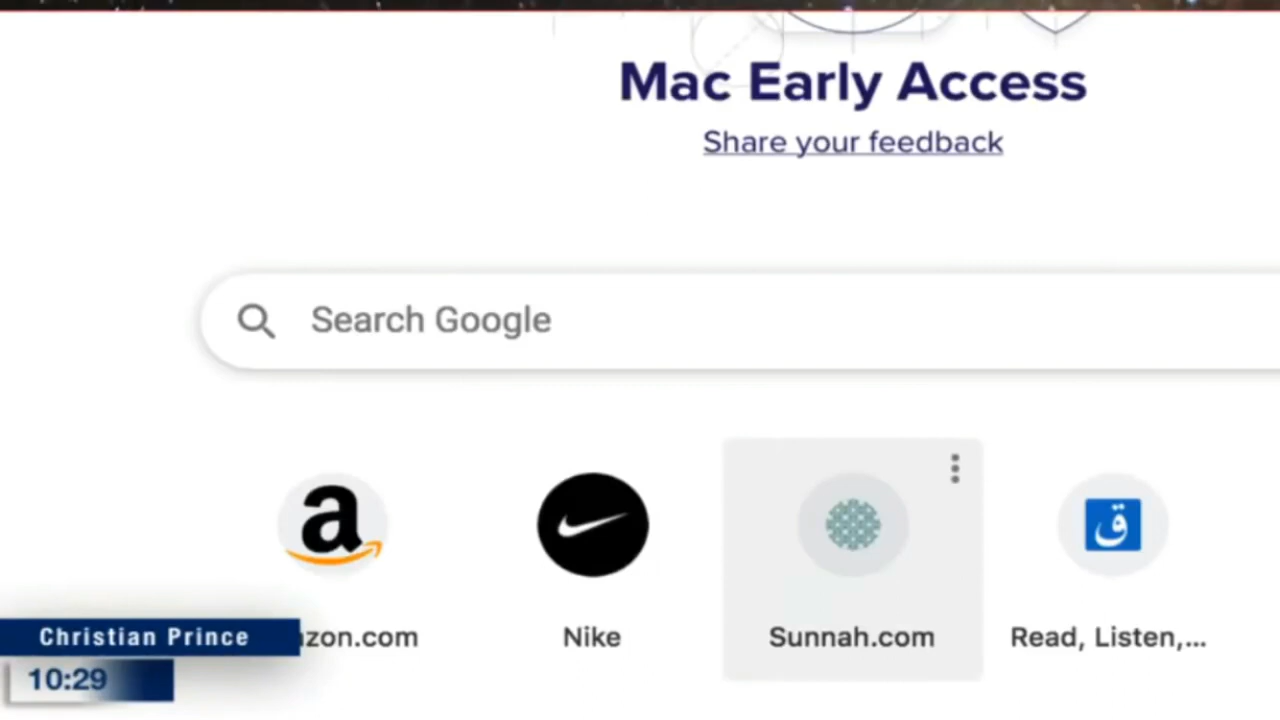 Mac Early Access
Share your feedback
Search Google
a
ق
zon.com
Nike
Sunnah.com
Read, Listen,...
Christian Prince
10:29